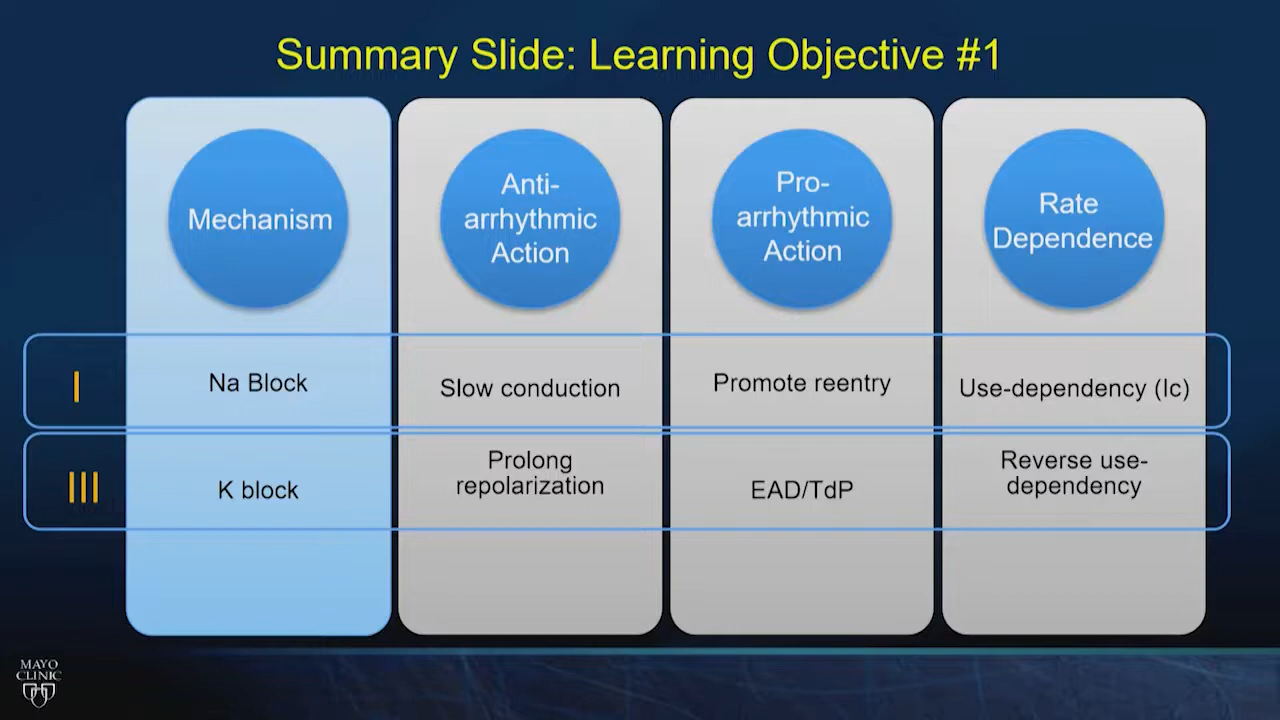 Summary Slide: Learning Objective #1
Mechanism
Anti-
arrhythmic
Action
Pro-
arrhythmic
Action
Rate
Dependence
I
Na Block
Slow conduction
Promote reentry
Use-dependency (Ic)
III
K block
Prolong
repolarization
EAD/TdP
Reverse use-
dependency
MAYO
CLINIC